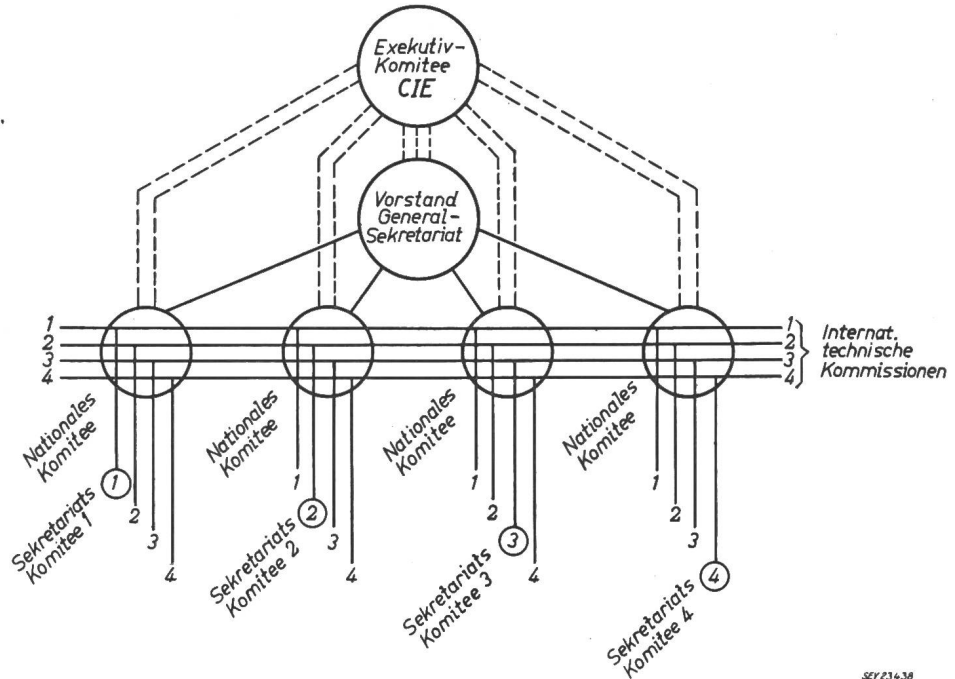 Exekutiv-
Komitee
CIE
Vorstand
General-
Sekretariat
1
2
3
4
1
2
3
4
Internat.
technische
Kommissionen
Nationales
Komitee
Nationales
Komitee
Nationales
Komitee
Nationales
Komitee
Sekretariats
Komitee 1
1
2
3
4
Sekretariats
Komitee 2
1
2
3
4
Sekretariats
Komitee 3
1
2
3
4
Sekretariats
Komitee 4
1
2
3
4
SEV23438